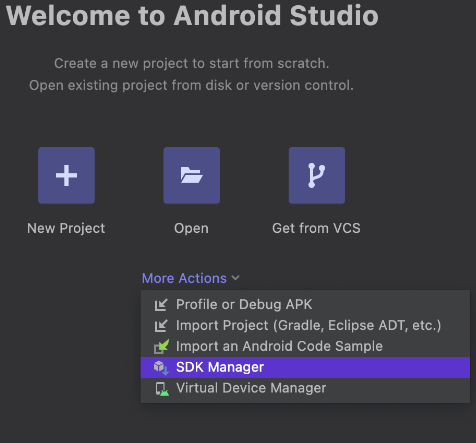 Welcome to Android Studio
Create a new project to start from scratch.
Open existing project from disk or version control.
New Project
Open
Get from VCS
More Actions
Profile or Debug APK
Import Project (Gradle, Eclipse ADT, etc.)
Import an Android Code Sample
SDK Manager
Virtual Device Manager